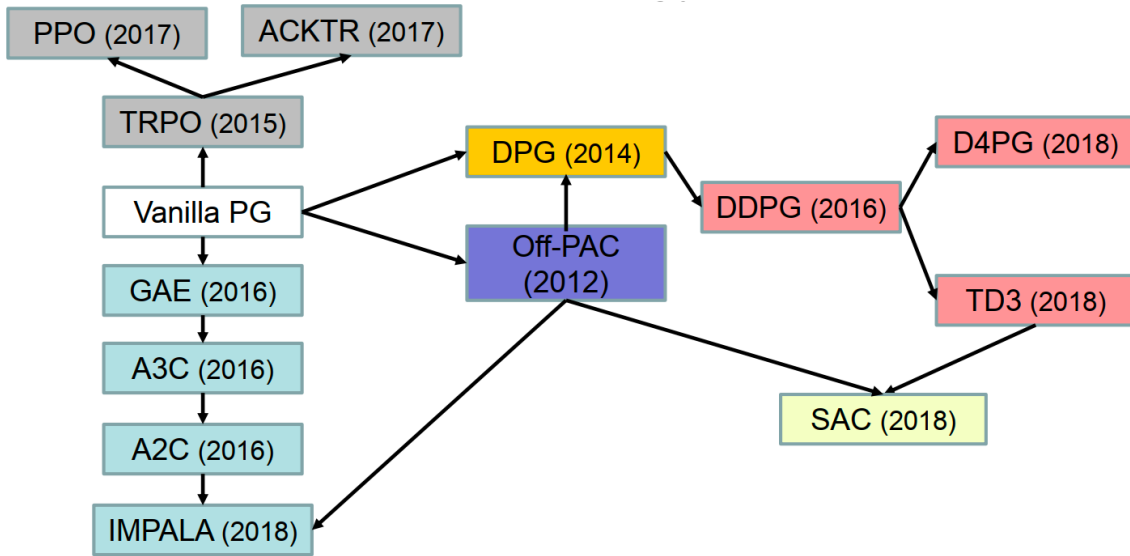 PPO (2017)
ACKTR (2017)
TRPO (2015)
DPG (2014)
D4PG (2018)
Vanilla PG
DDPG (2016)
Off-PAC
(2012)
GAE (2016)
TD3 (2018)
A3C (2016)
SAC (2018)
A2C (2016)
IMPALA (2018)